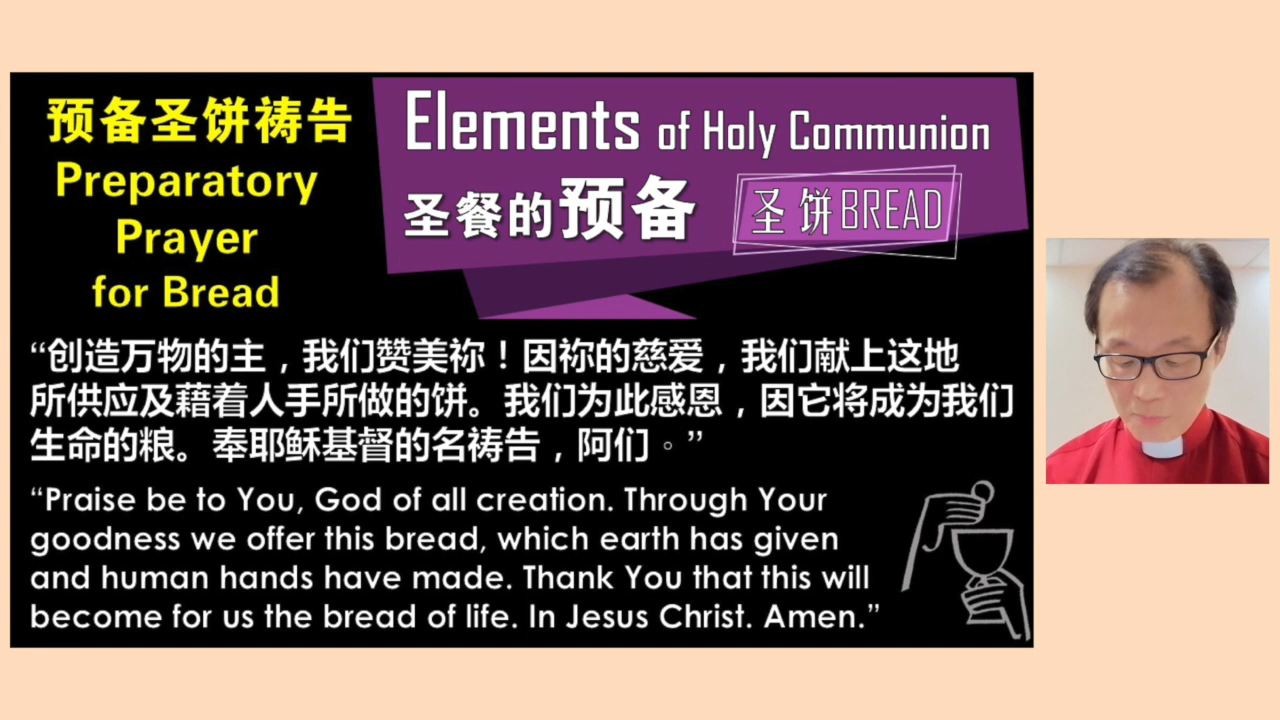 预备圣饼祷告
Preparatory
Prayer
for Bread
Elements of Holy Communion
圣餐的预备
圣饼BREAD
“创造万物的主，我们赞美祢！因祢的慈爱，我们献上这地
所供应及藉着人手所做的饼。我们为此感恩，因它将成为我们
生命的粮。奉耶稣基督的名祷告，阿们。”
“Praise be to You, God of all creation. Through Your
goodness we offer this bread, which earth has given
and human hands have made. Thank You that this will
become for us the bread of life. In Jesus Christ. Amen.”